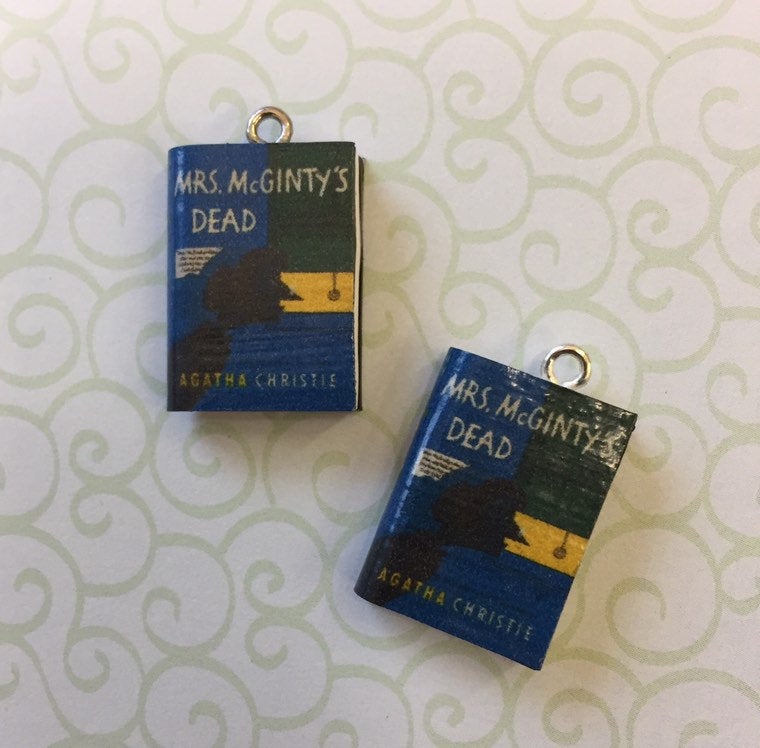 MRS. McGINTY'S
DEAD
AGATHA CHRISTIE
MRS. McGINTY'S
DEAD
AGATHA CHRISTIE